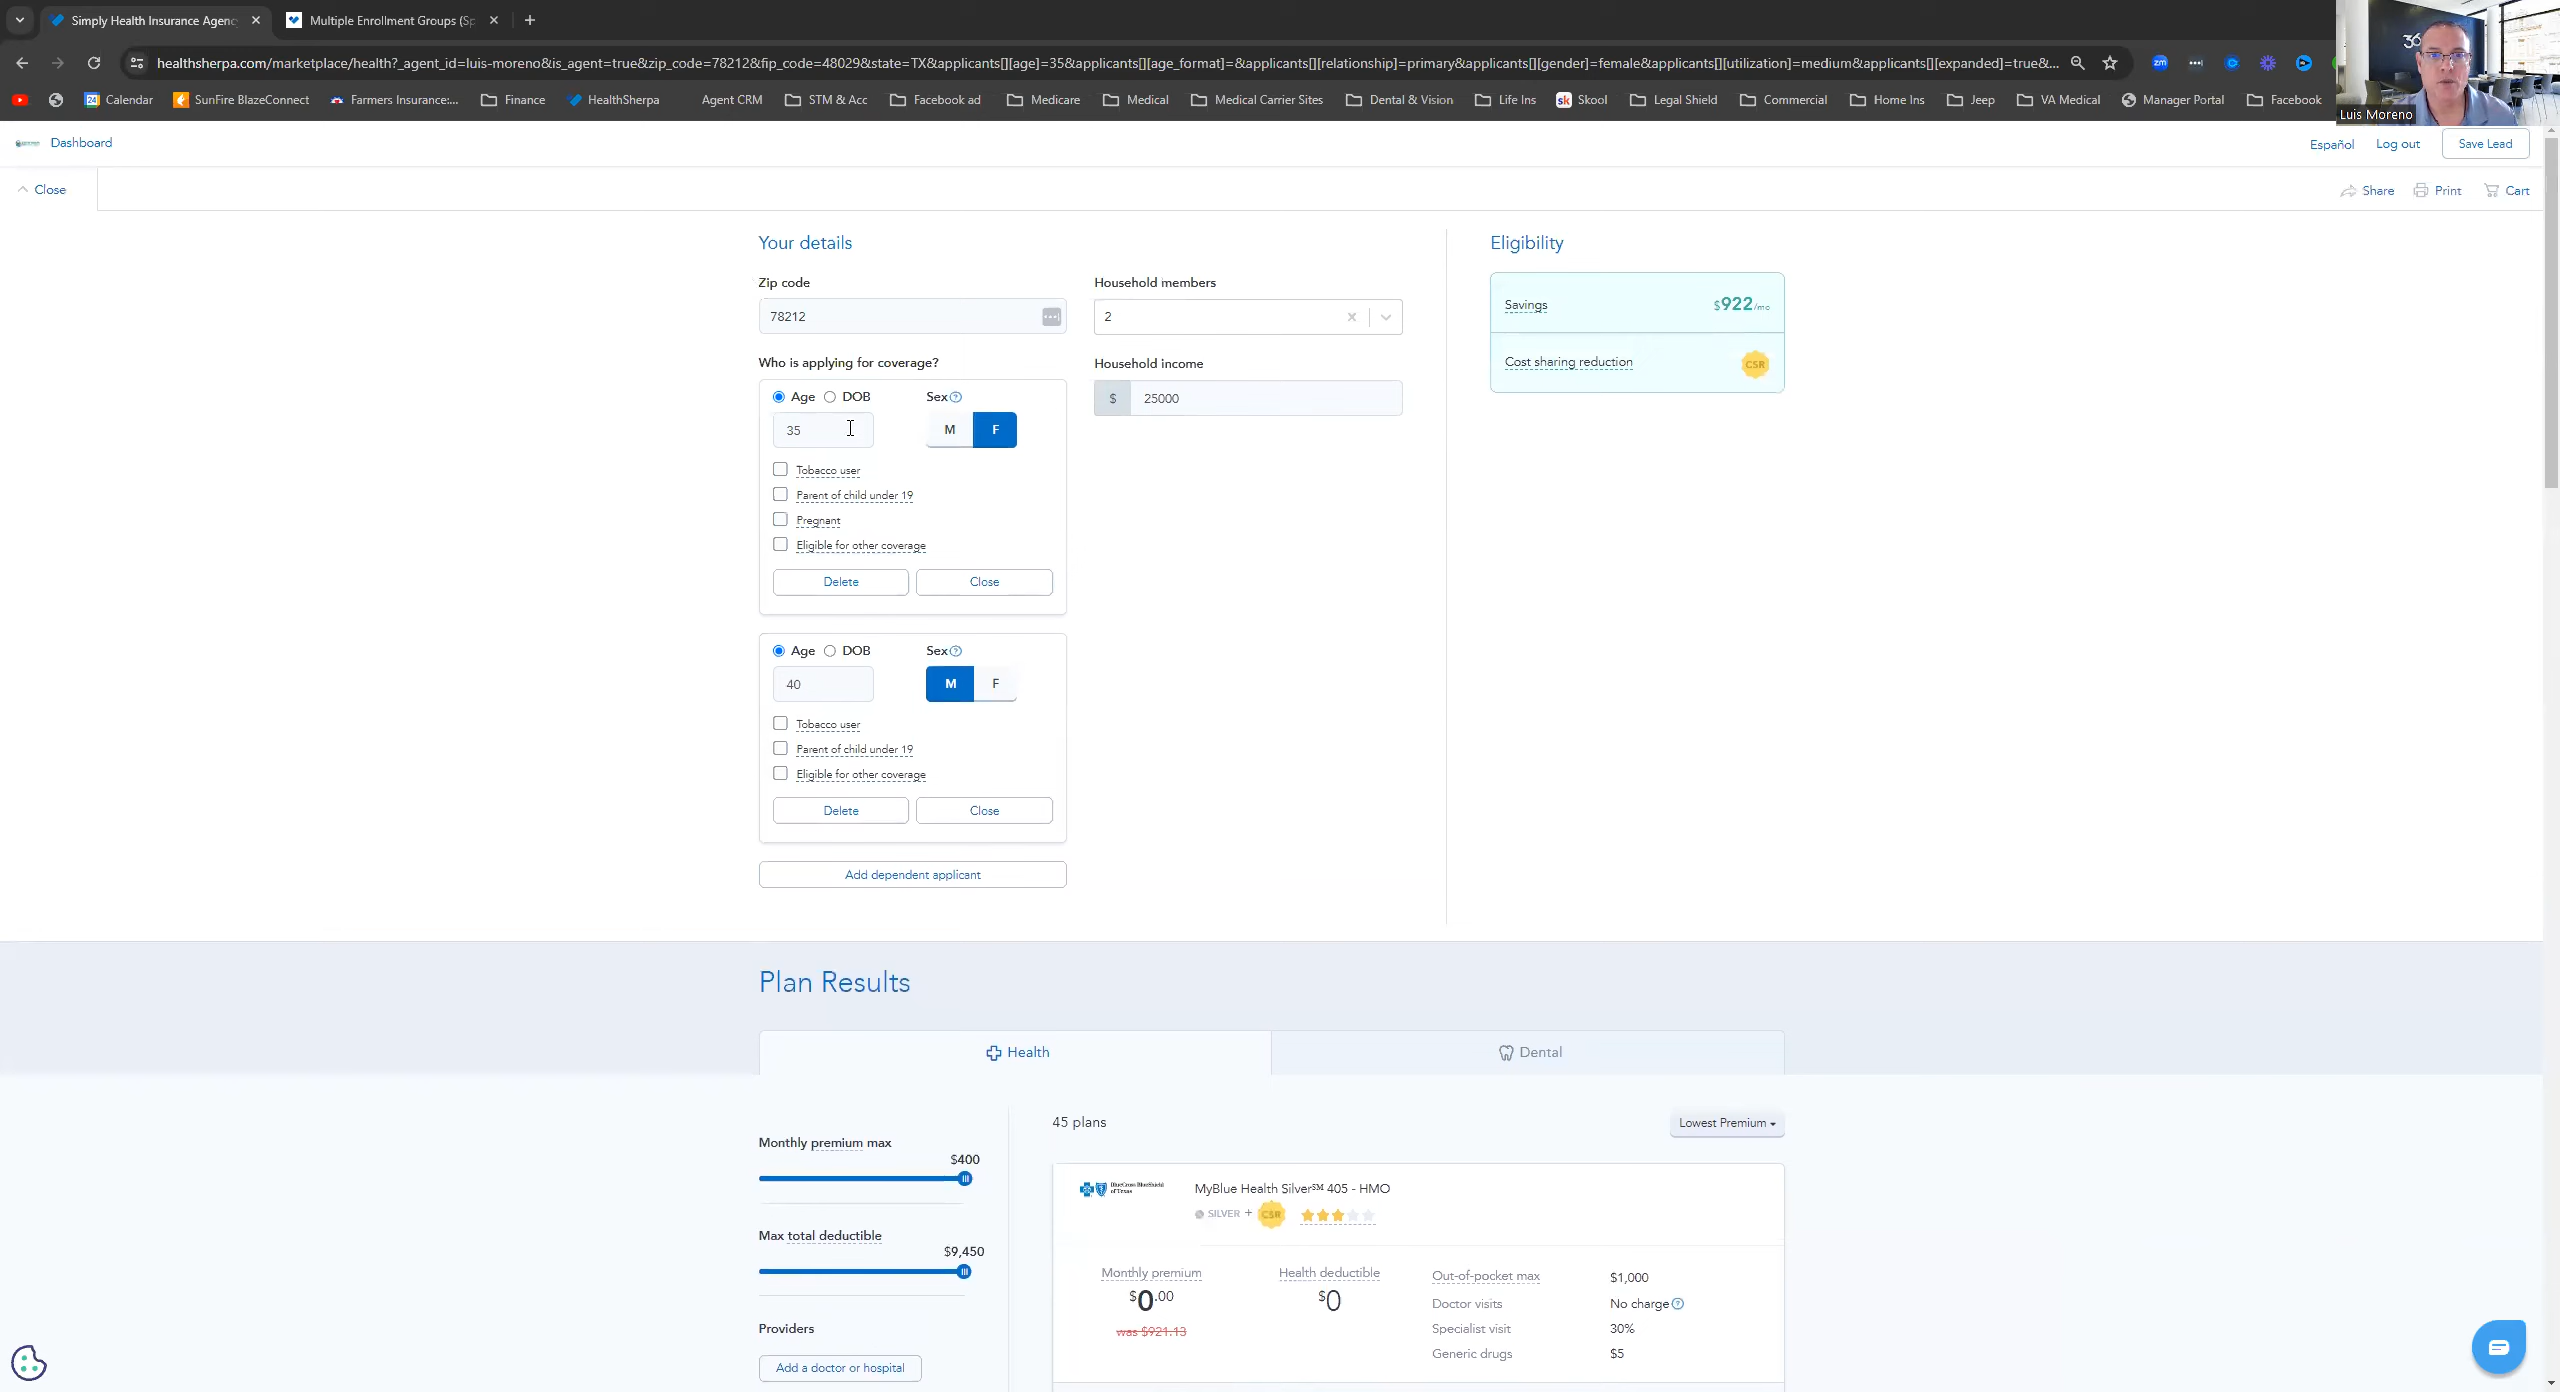 Simply Health Insurance Agenc
Multiple Enrollment Groups (Sp
healthsherpa.com/marketplace/health?_agent_id=luis-moreno&is_agent=true&zip_code=78212&fip_code=48029&state=TX&applicants[][age]=35&applicants[][age_format]=&applicants[][relationship]=primary&applicants[][gender]=female&applicants[][utilization]=medium&applicants[][expanded]=true&...
Calendar SunFire BlazeConnect Farmers Insurance:... Finance HealthSherpa Agent CRM STM & Acc Facebook ad Medicare Medical Medical Carrier Sites Dental & Vision Life Ins Skool Legal Shield Commercial Home Ins Jeep VA Medical Manager Portal Facebook
Luis Moreno
Dashboard
Español Log out Save Lead
Close
Share Print Cart
Your details
Eligibility
Zip code
Household members
78212
2
Savings
$922/mo
Who is applying for coverage?
Household income
Cost sharing reduction
CSR
Age DOB Sex
$ 25000
35
M F
Tobacco user
Parent of child under 19
Pregnant
Eligible for other coverage
Delete Close
Age DOB Sex
40
M F
Tobacco user
Parent of child under 19
Eligible for other coverage
Delete Close
Add dependent applicant
Plan Results
Health
Dental
45 plans
Lowest Premium
Monthly premium max
$400
Max total deductible
$9,450
Providers
Add a doctor or hospital
BlueCross BlueShield
of Texas
MyBlue Health Silver℠ 405 - HMO
SILVER + CSR
Monthly premium
$0.00
was $921.13
Health deductible
$0
Out-of-pocket max $1,000
Doctor visits No charge
Specialist visit 30%
Generic drugs $5